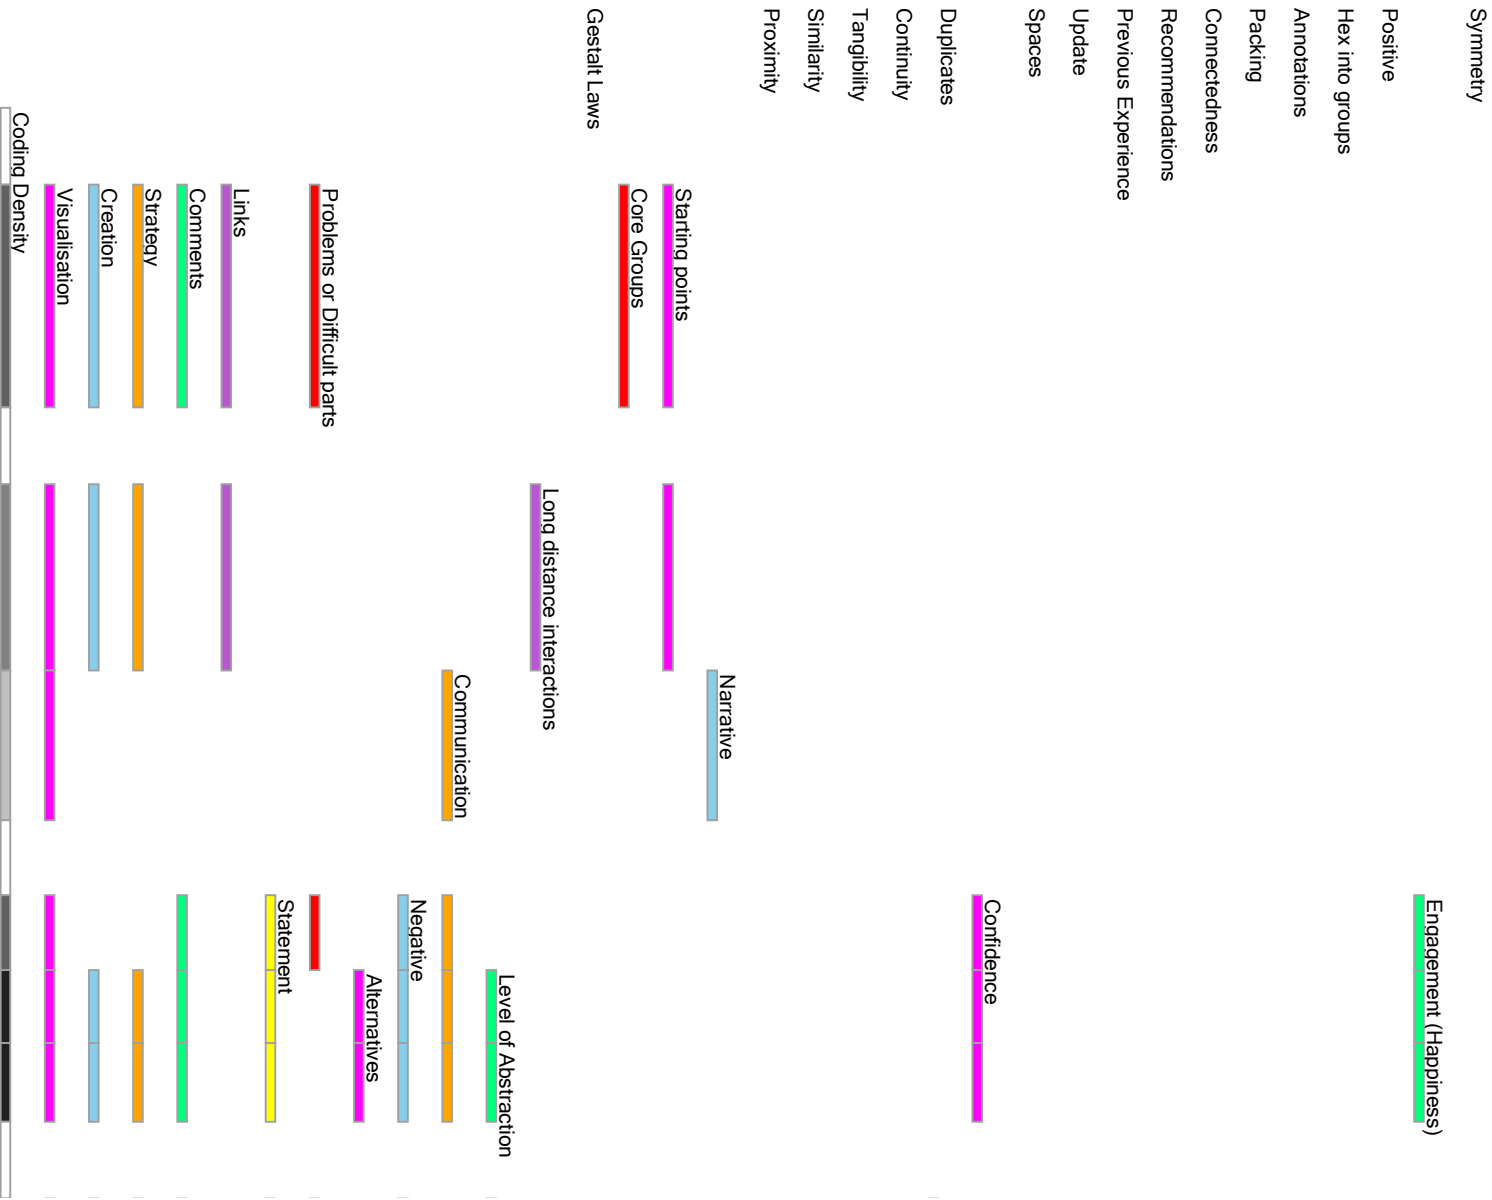 Coding Density
Visualisation
Creation
Strategy
Comments
Links
Statement
Problems or Difficult parts
Alternatives
Negative
Communication
Level of Abstraction
Long distance interactions
Gestalt Laws
Core Groups
Starting points
Narrative
Proximity
Similarity
Tangibility
Continuity
Duplicates
Confidence
Spaces
Update
Previous Experience
Recommendations
Connectedness
Packing
Annotations
Hex into groups
Positive
Engagement (Happiness)
Symmetry